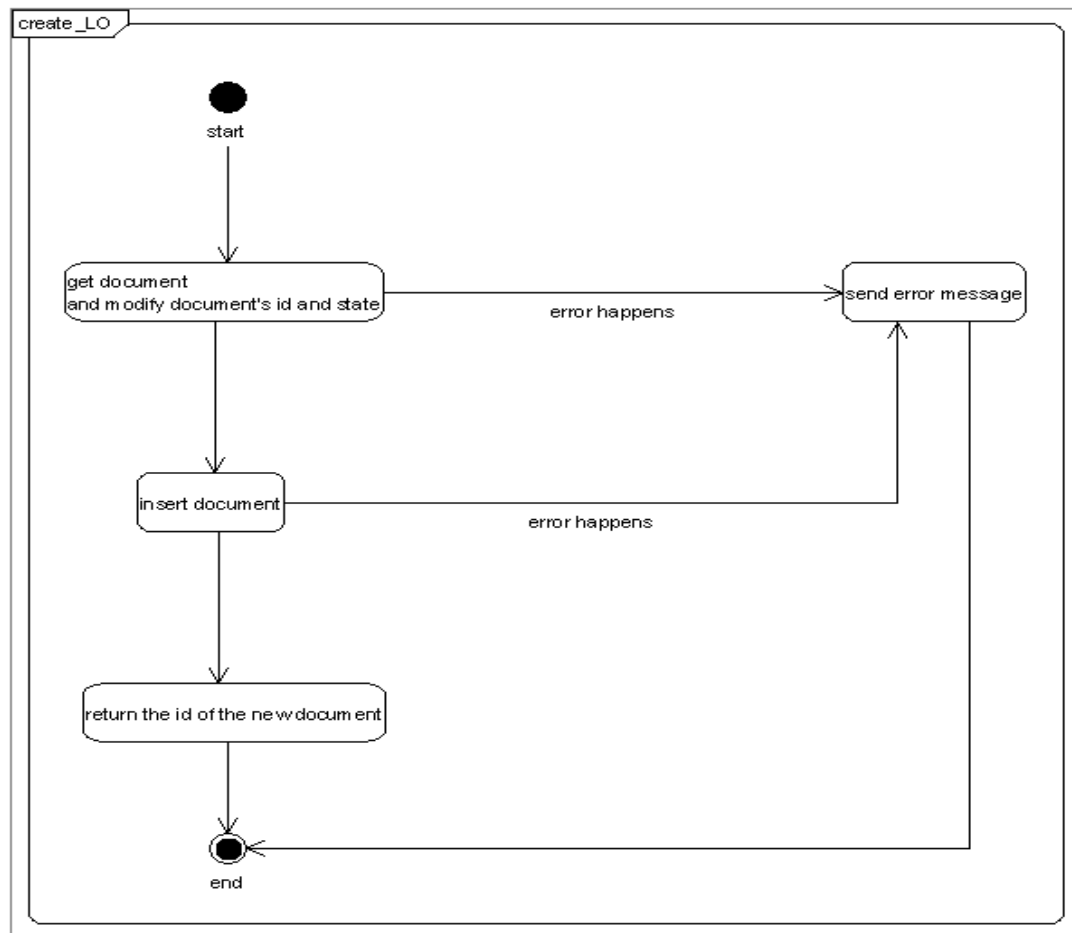 create_LO
start
get document
and modify document's id and state
error happens
send error message
insert document
error happens
return the id of the new document
end